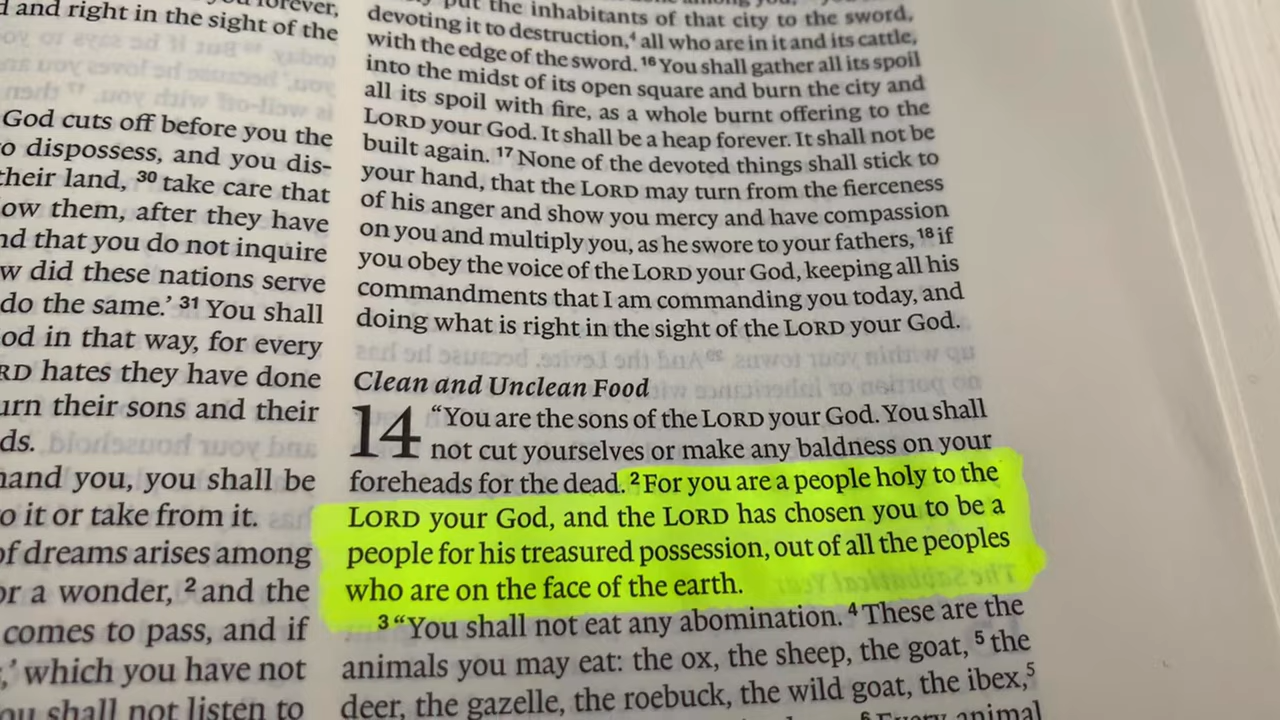 forever,
and right in the sight of the
God cuts off before you the
dispossess, and you dis-
their land, 30 take care that
them, after they have
that you do not inquire
did these nations serve
do the same.’ 31 You shall
in that way, for every
hates they have done
their sons and their
you, you shall be
it or take from it.
of dreams arises among
or a wonder, 2 and the
comes to pass, and if
’ which you have not
shall not listen to
put the inhabitants of that city to the sword,
devoting it to destruction,4 all who are in it and its cattle,
with the edge of the sword. 16 You shall gather all its spoil
into the midst of its open square and burn the city and
all its spoil with fire, as a whole burnt offering to the
LORD your God. It shall be a heap forever. It shall not be
built again. 17 None of the devoted things shall stick to
your hand, that the LORD may turn from the fierceness
of his anger and show you mercy and have compassion
on you and multiply you, as he swore to your fathers, 18 if
you obey the voice of the LORD your God, keeping all his
commandments that I am commanding you today, and
doing what is right in the sight of the LORD your God.
Clean and Unclean Food
14 “You are the sons of the LORD your God. You shall
not cut yourselves or make any baldness on your
foreheads for the dead. 2 For you are a people holy to the
LORD your God, and the LORD has chosen you to be a
people for his treasured possession, out of all the peoples
who are on the face of the earth.
3 “You shall not eat any abomination. 4 These are the
animals you may eat: the ox, the sheep, the goat, 5 the
deer, the gazelle, the roebuck, the wild goat, the ibex,5
6 Every animal